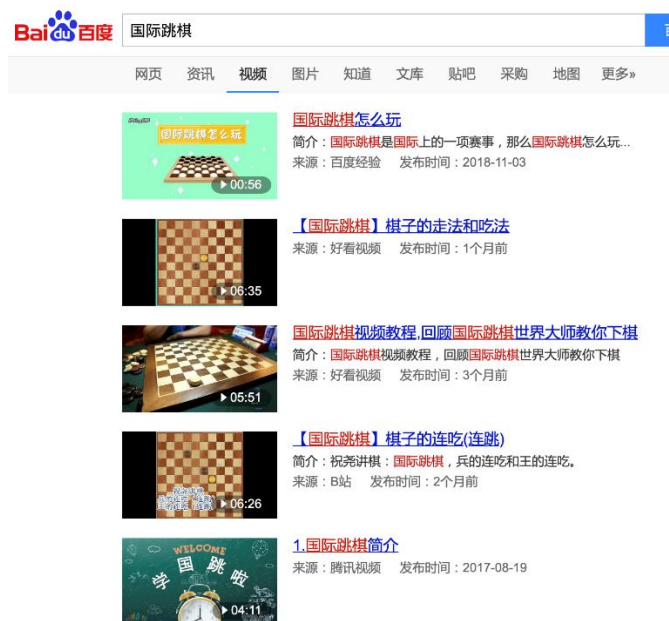 Bai du 百度
国际跳棋
网页 资讯 视频 图片 知道 文库 贴吧 采购 地图 更多»
国际跳棋怎么玩
00:56
国际跳棋怎么玩
简介：国际跳棋是国际上的一项赛事，那么国际跳棋怎么玩...
来源：百度经验 发布时间：2018-11-03
06:35
【国际跳棋】棋子的走法和吃法
来源：好看视频 发布时间：1个月前
05:51
国际跳棋视频教程,回顾国际跳棋世界大师教你下棋
简介：国际跳棋视频教程，回顾国际跳棋世界大师教你下棋
来源：好看视频 发布时间：3个月前
06:26
【国际跳棋】棋子的连吃(连跳)
简介：祝尧讲棋：国际跳棋，兵的连吃和王的连吃。
来源：B站 发布时间：2个月前
WELCOME
学国跳啦
04:11
1.国际跳棋简介
来源：腾讯视频 发布时间：2017-08-19